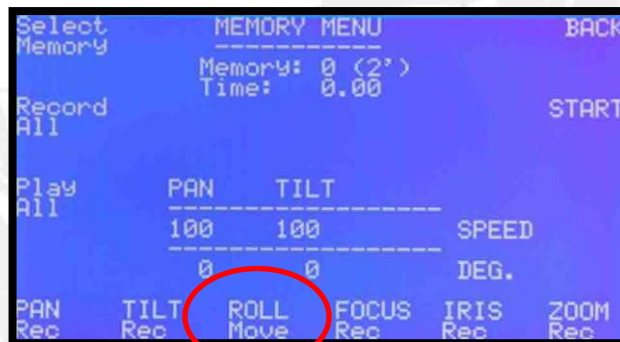 Select MEMORY MENU BACK
Memory
Memory: 0 (2')
Time: 0.00
Record START
All
Play PAN TILT
All
100 100 SPEED
0 0 DEG.
PAN TILT ROLL FOCUS IRIS ZOOM
Rec Rec Move Rec Rec Rec